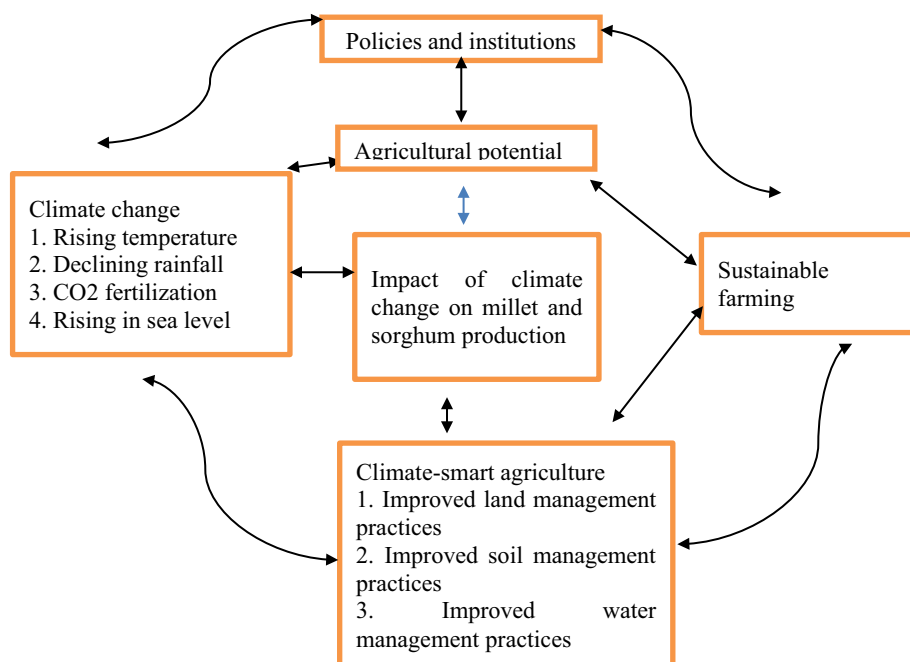 Policies and institutions
Agricultural potential
Climate change
1. Rising temperature
2. Declining rainfall
3. CO2 fertilization
4. Rising in sea level
Impact of climate
change on millet and
sorghum production
Sustainable
farming
Climate-smart agriculture
1. Improved land management
practices
2. Improved soil management
practices
3. Improved water
management practices